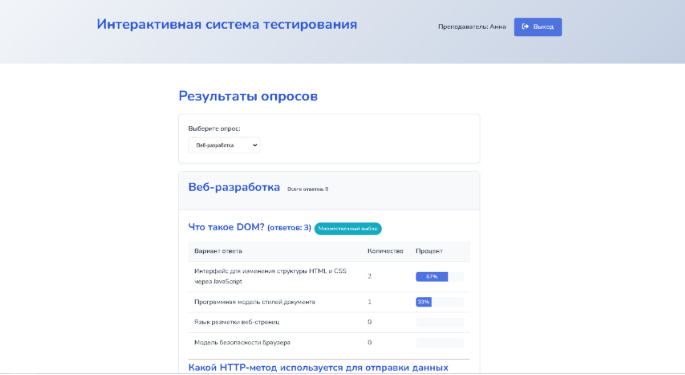 Интерактивная система тестирования
Преподаватель: Анна
Выход
Результаты опросов
Выберите опрос:
Веб-разработка
Веб-разработка Всего ответов: 8
Что такое DOM? (ответов: 3) Множественный выбор
Вариант ответа Количество Процент
Интерфейс для изменения структуры HTML и CSS
через JavaScript 2 67%
Программная модель стилей документа 1 33%
Язык разметки веб-страниц 0
Модель безопасности браузера 0
Какой HTTP-метод используется для отправки данных